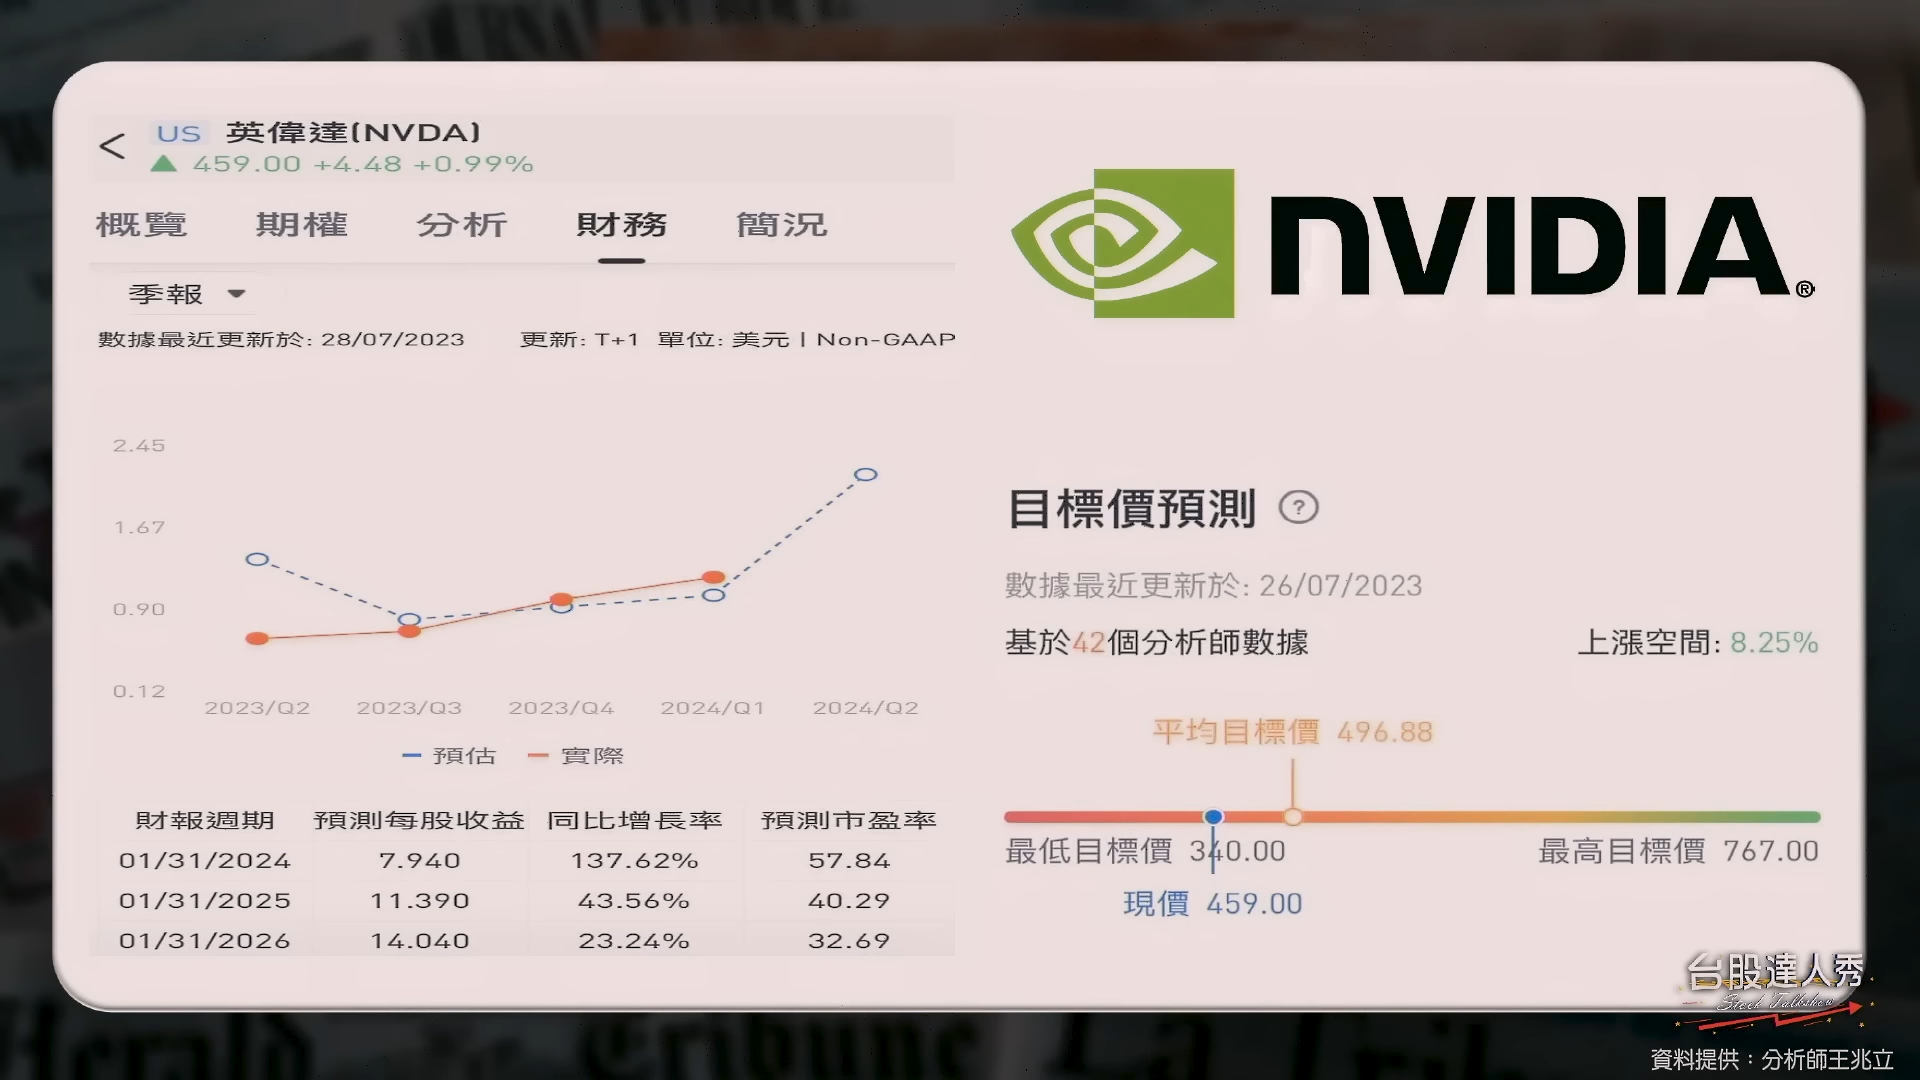 US 英偉達(NVDA)
459.00 +4.48 +0.99%
概覽 期權 分析 財務 簡況
季報
數據最近更新於: 28/07/2023 更新: T+1 單位: 美元 | Non-GAAP
2.45
1.67
0.90
0.12
2023/Q2 2023/Q3 2023/Q4 2024/Q1 2024/Q2
預估 實際
財報週期 預測每股收益 同比增長率 預測市盈率
01/31/2024 7.940 137.62% 57.84
01/31/2025 11.390 43.56% 40.29
01/31/2026 14.040 23.24% 32.69
NVIDIA®
目標價預測 ?
數據最近更新於: 26/07/2023
基於42個分析師數據 上漲空間: 8.25%
平均目標價 496.88
最低目標價 340.00 最高目標價 767.00
現價 459.00
台股達人秀
Stock Talkshow
資料提供：分析師王兆立